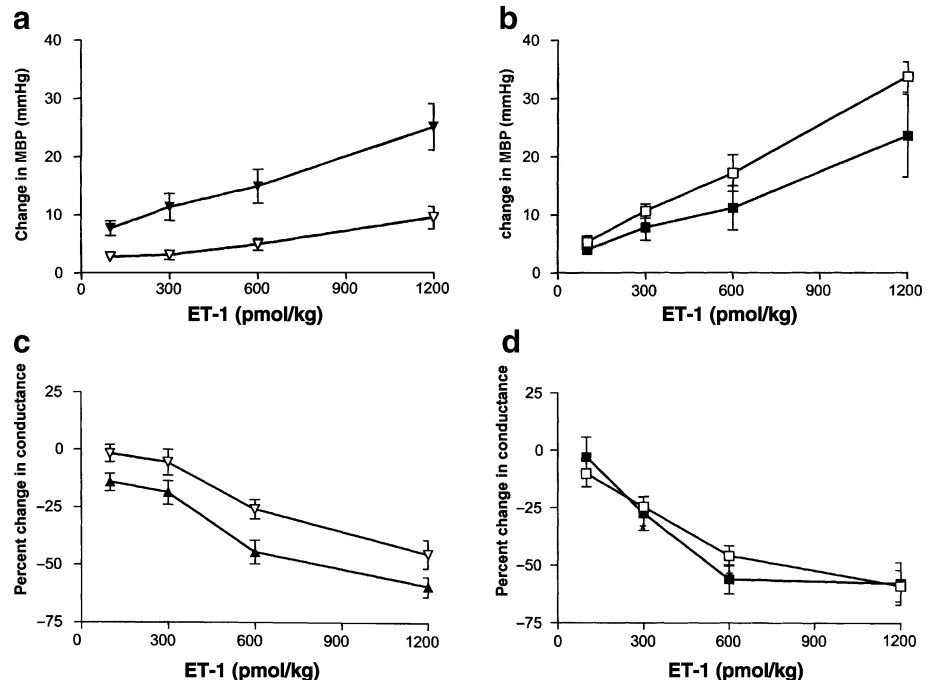 a
b
40
30
20
10
0
Change in MBP (mmHg)
0 300 600 900 1200
ET-1 (pmol/kg)
40
30
20
10
0
change in MBP (mmHg)
0 300 600 900 1200
ET-1 (pmol/kg)
c
d
25
0
−25
−50
−75
Percent change in conductance
0 300 600 900 1200
ET-1 (pmol/kg)
25
0
−25
−50
−75
Percent change in conductance
0 300 600 900 1200
ET-1 (pmol/kg)